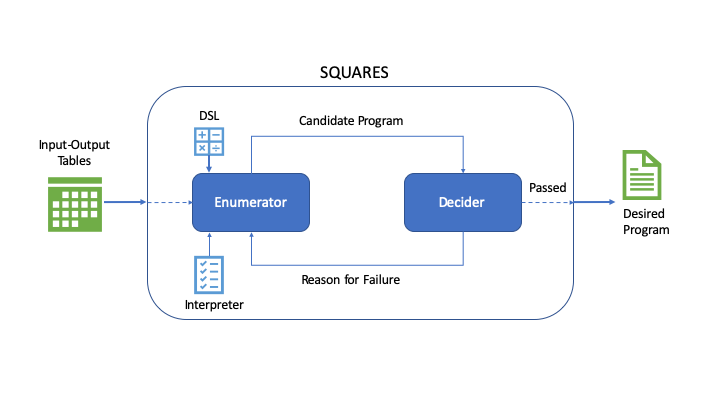 SQUARES
DSL
Candidate Program
Input-Output
Tables
Enumerator
Decider
Passed
Desired
Program
Reason for Failure
Interpreter